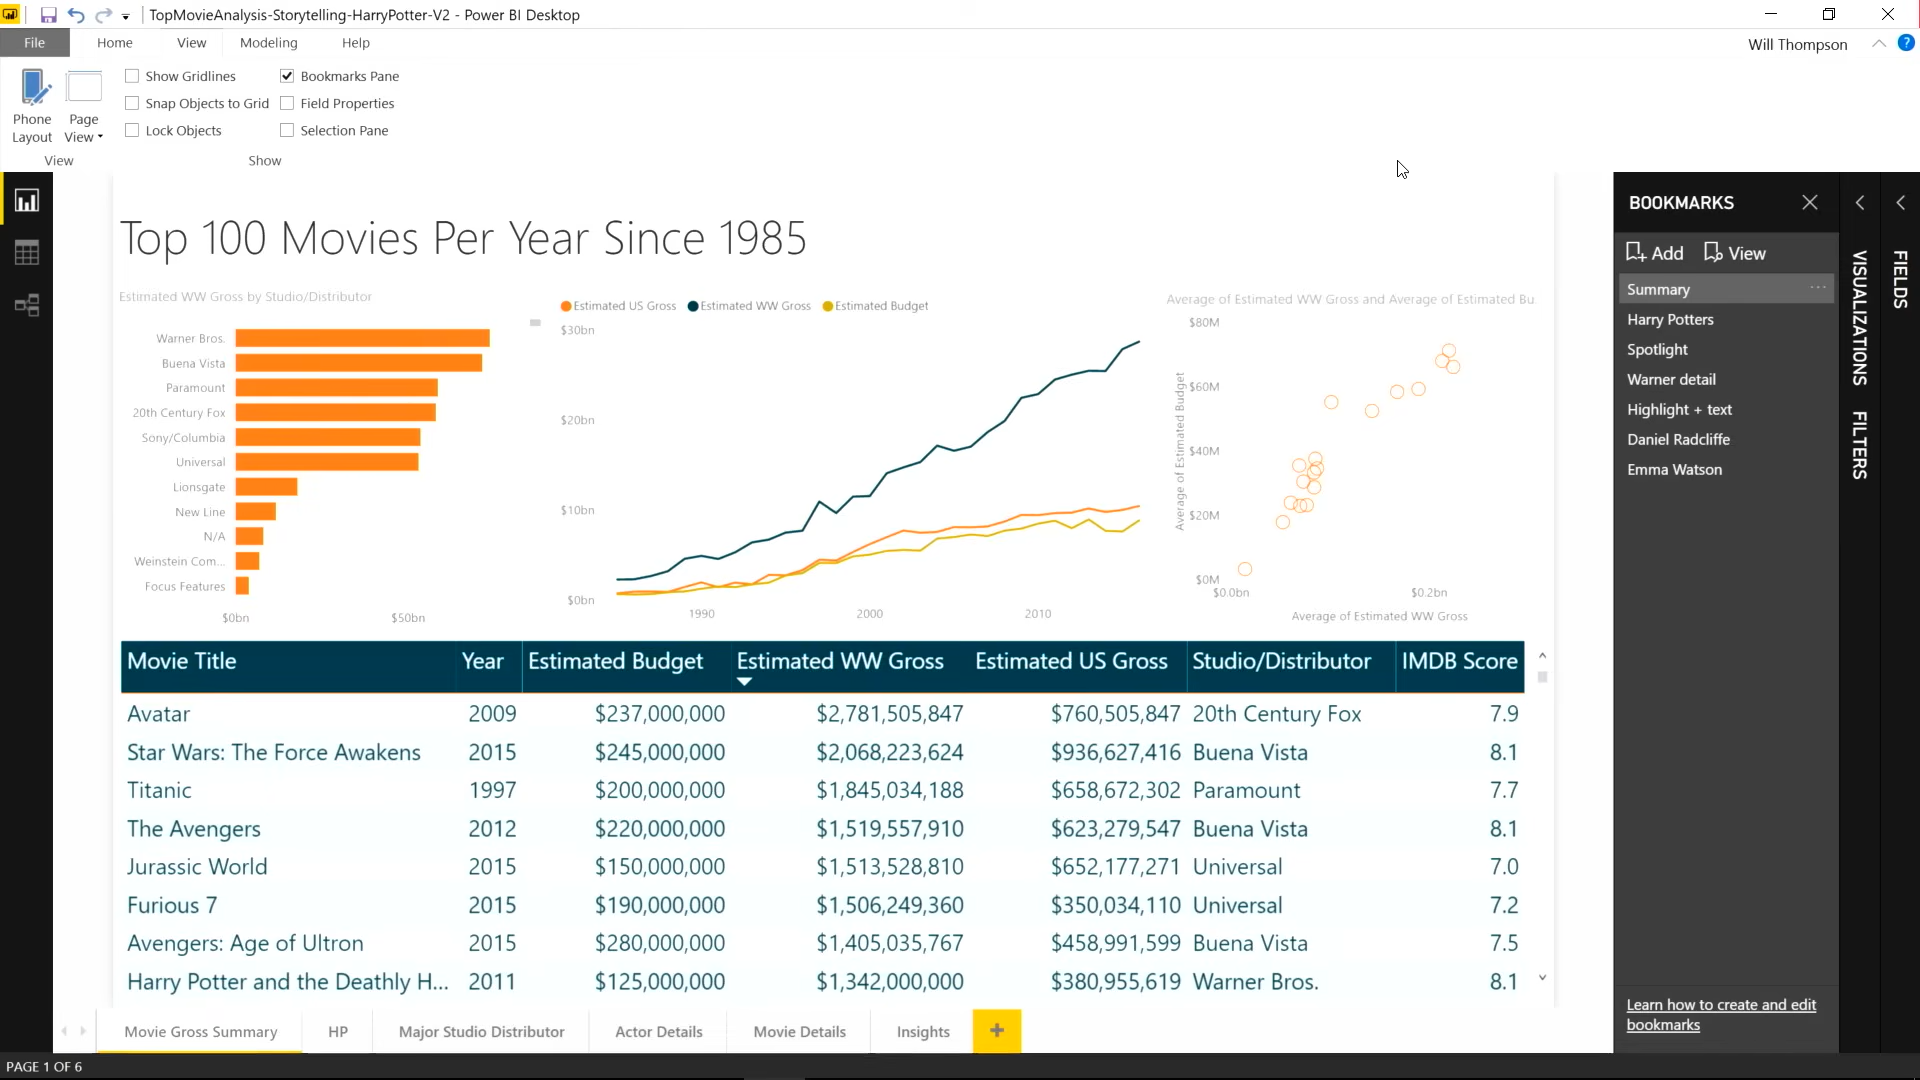 TopMovieAnalysis-Storytelling-HarryPotter-V2 - Power BI Desktop
File Home View Modeling Help
Will Thompson
?
Phone Layout
Page View
Show Gridlines
Snap Objects to Grid
Lock Objects
Bookmarks Pane
Field Properties
Selection Pane
View
Show
Top 100 Movies Per Year Since 1985
Estimated WW Gross by Studio/Distributor
Warner Bros.
Buena Vista
Paramount
20th Century Fox
Sony/Columbia
Universal
Lionsgate
New Line
N/A
Weinstein Com...
Focus Features
$0bn $50bn
Estimated US Gross Estimated WW Gross Estimated Budget
$30bn
$20bn
$10bn
$0bn
1990 2000 2010
Average of Estimated WW Gross and Average of Estimated Bu
Average of Estimated Budget
$80M
$60M
$40M
$20M
$0M
$0.0bn $0.2bn
Average of Estimated WW Gross
Movie Title Year Estimated Budget Estimated WW Gross Estimated US Gross Studio/Distributor IMDB Score
Avatar 2009 $237,000,000 $2,781,505,847 $760,505,847 20th Century Fox 7.9
Star Wars: The Force Awakens 2015 $245,000,000 $2,068,223,624 $936,627,416 Buena Vista 8.1
Titanic 1997 $200,000,000 $1,845,034,188 $658,672,302 Paramount 7.7
The Avengers 2012 $220,000,000 $1,519,557,910 $623,279,547 Buena Vista 8.1
Jurassic World 2015 $150,000,000 $1,513,528,810 $652,177,271 Universal 7.0
Furious 7 2015 $190,000,000 $1,506,249,360 $350,034,110 Universal 7.2
Avengers: Age of Ultron 2015 $280,000,000 $1,405,035,767 $458,991,599 Buena Vista 7.5
Harry Potter and the Deathly H... 2011 $125,000,000 $1,342,000,000 $380,955,619 Warner Bros. 8.1
BOOKMARKS
Add View
Summary ...
Harry Potters
Spotlight
Warner detail
Highlight + text
Daniel Radcliffe
Emma Watson
Learn how to create and edit
bookmarks
VISUALIZATIONS
FILTERS
FIELDS
Movie Gross Summary HP Major Studio Distributor Actor Details Movie Details Insights +
PAGE 1 OF 6